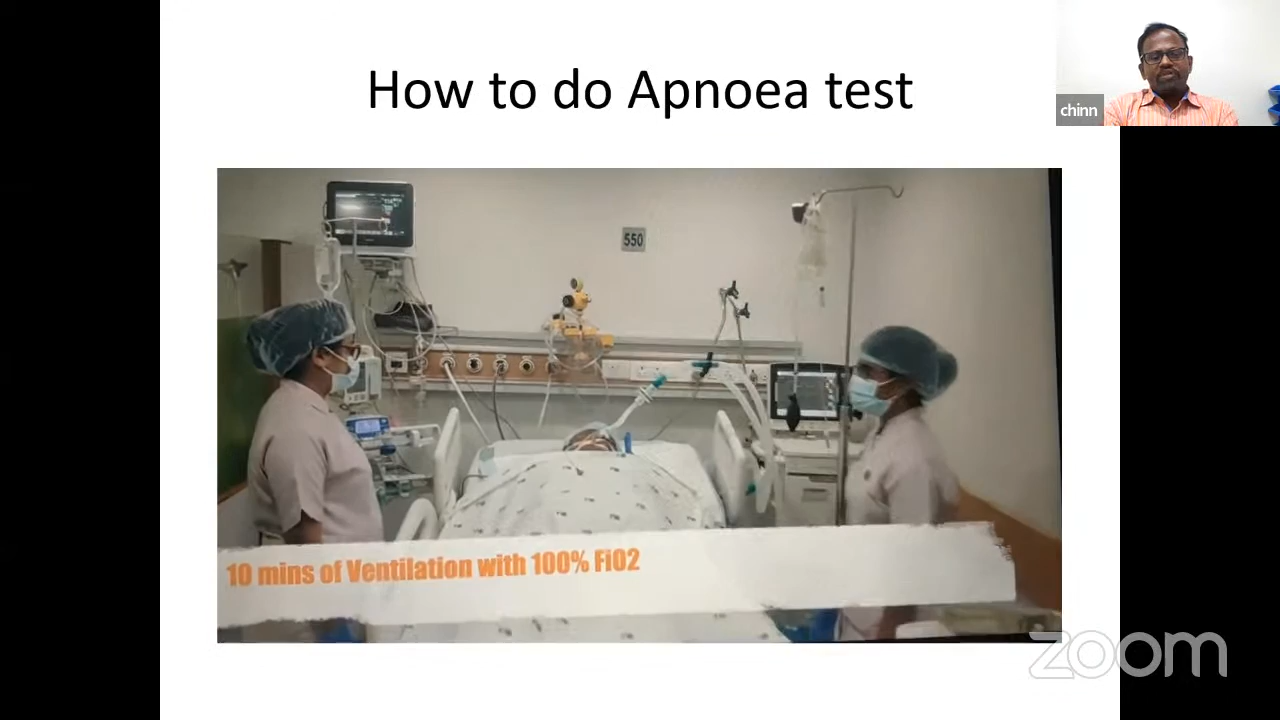 How to do Apnoea test
chinn
550
10 mins of Ventilation with 100% FiO2
zoom